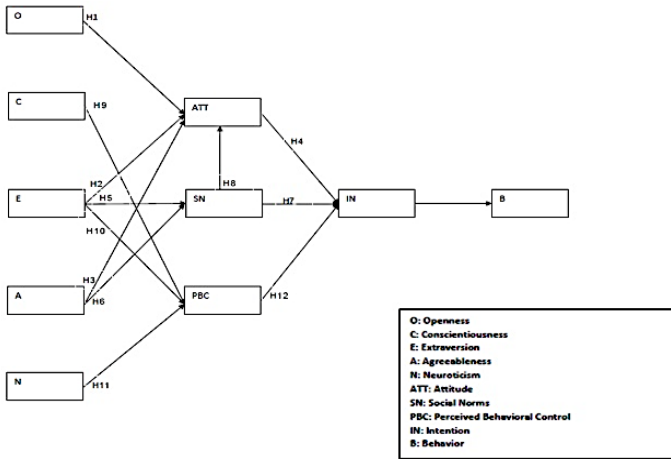 O
H1
C
H9
ATT
H4
H2
H8
E
H5
SN
H7
IN
B
H10
H3
A
H6
PBC
H12
N
H11
O: Openness
C: Conscientiousness
E: Extraversion
A: Agreeableness
N: Neuroticism
ATT: Attitude
SN: Social Norms
PBC: Perceived Behavioral Control
IN: Intention
B: Behavior